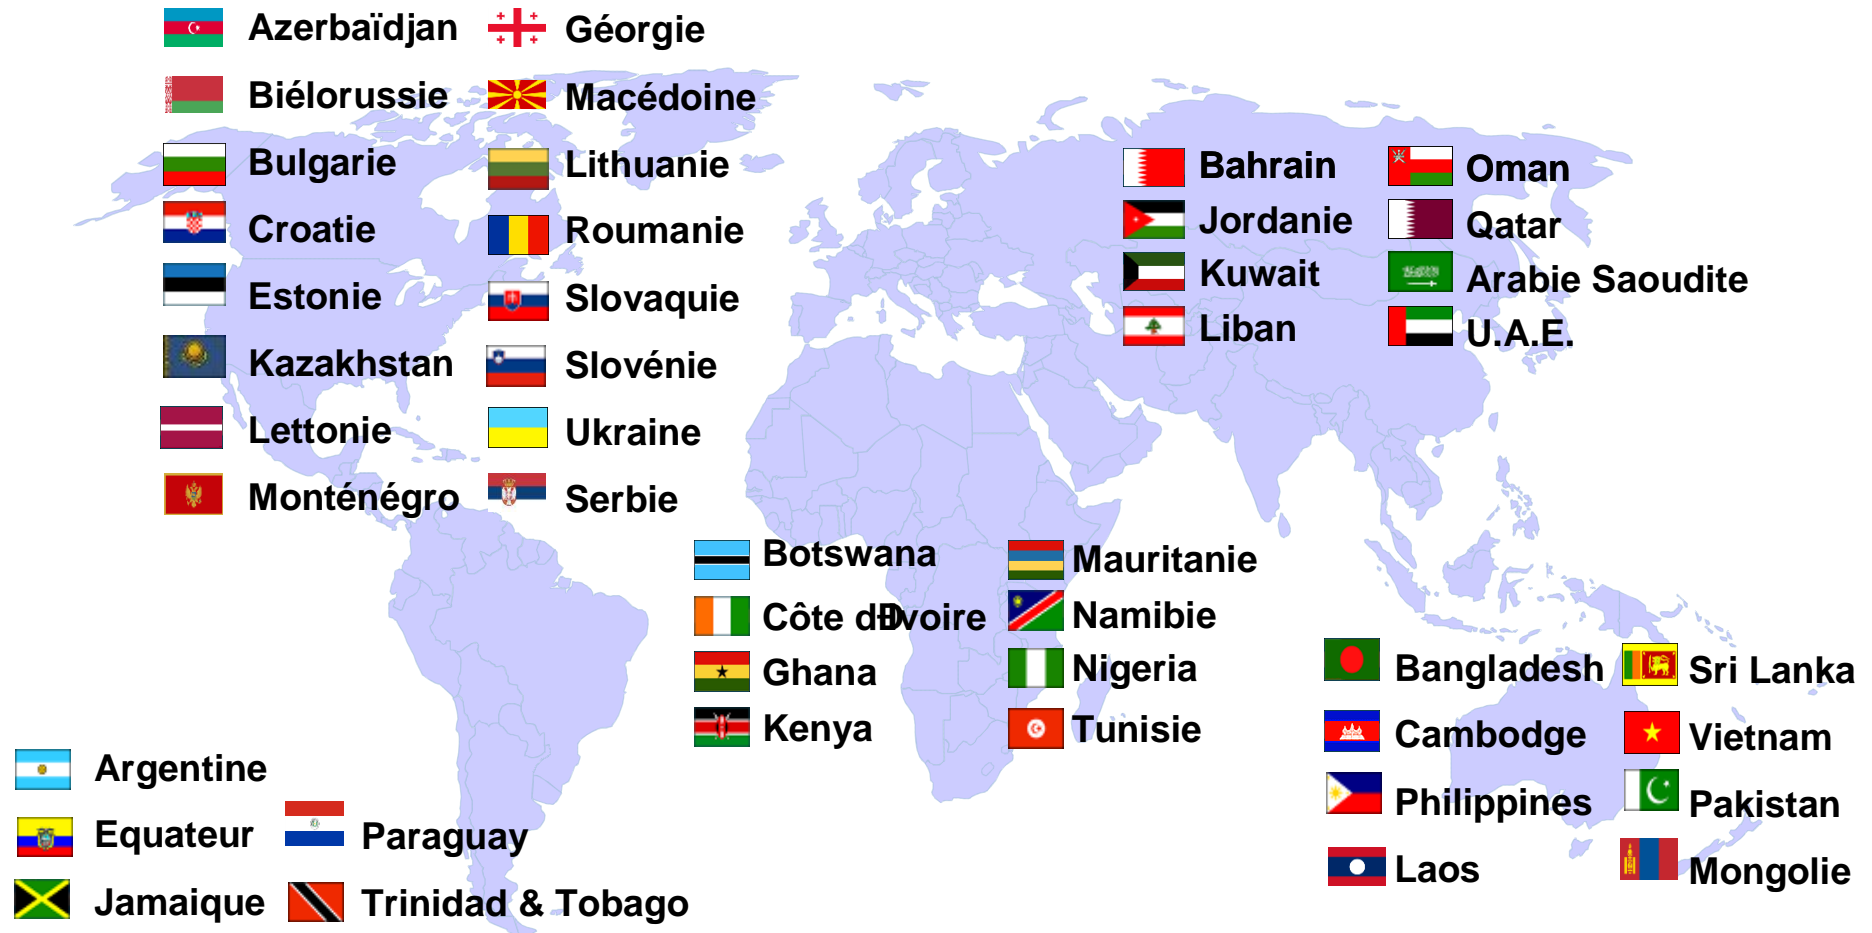 Azerbaïdjan
Biélorussie
Bulgarie
Croatie
Estonie
Kazakhstan
Lettonie
Monténégro
Géorgie
Macédoine
Lithuanie
Roumanie
Slovaquie
Slovénie
Ukraine
Serbie
Bahrain
Jordanie
Kuwait
Liban
Oman
Qatar
Arabie Saoudite
U.A.E.
Botswana
Côte
Ghana
Kenya
Mauritanie
Namibie
Nigeria
Tunisie
Argentine
Equateur
Jamaique
Paraguay
Trinidad & Tobago
Bangladesh
Cambodge
Philippines
Laos
Sri Lanka
Vietnam
Pakistan
Mongolie